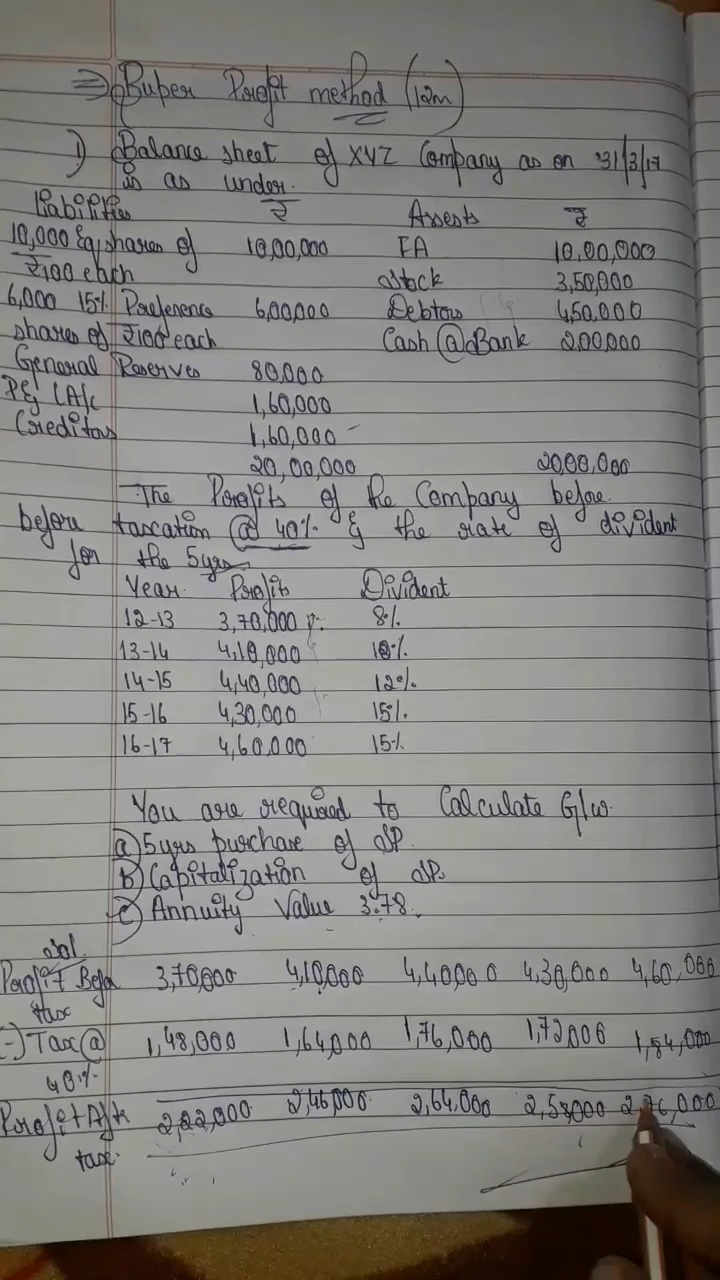 => Super Profit method (12m)
1) Balance sheet of XYZ Company as on 31/3/17
is as under.
Liabilities ₹ Assests ₹
10,000 Eq shares of 10,00,000 FA 10,00,000
₹100 each Stock 3,50,000
6,000 15% Preference 6,00,000 Debtors 4,50,000
shares of ₹100 each Cash @ Bank 2,00,000
General Reserves 80,000
P& L A/c 1,60,000
Creditors 1,60,000
20,00,000 20,00,000
The Profits of the Company before
before taxcation @ 40% & the rate of divident
for the 5yrs
Year Profits Divident
12-13 3,70,000 8%
13-14 4,10,000 10%
14-15 4,40,000 12%
15-16 4,30,000 15%
16-17 4,60,000 15%
You are required to Calculate G/w.
a) 5yrs purchase of SP.
b) Capitalization of SP.
c) Annuity Value 3.78.
Sol.
Profit Before 3,70,000 4,10,000 4,40,000 4,30,000 4,60,000
tax
(-) Tax @ 1,48,000 1,64,000 1,76,000 1,72,000 1,84,000
40%
Profit Aft 2,22,000 2,46,000 2,64,000 2,58,000 2,76,000
tax.